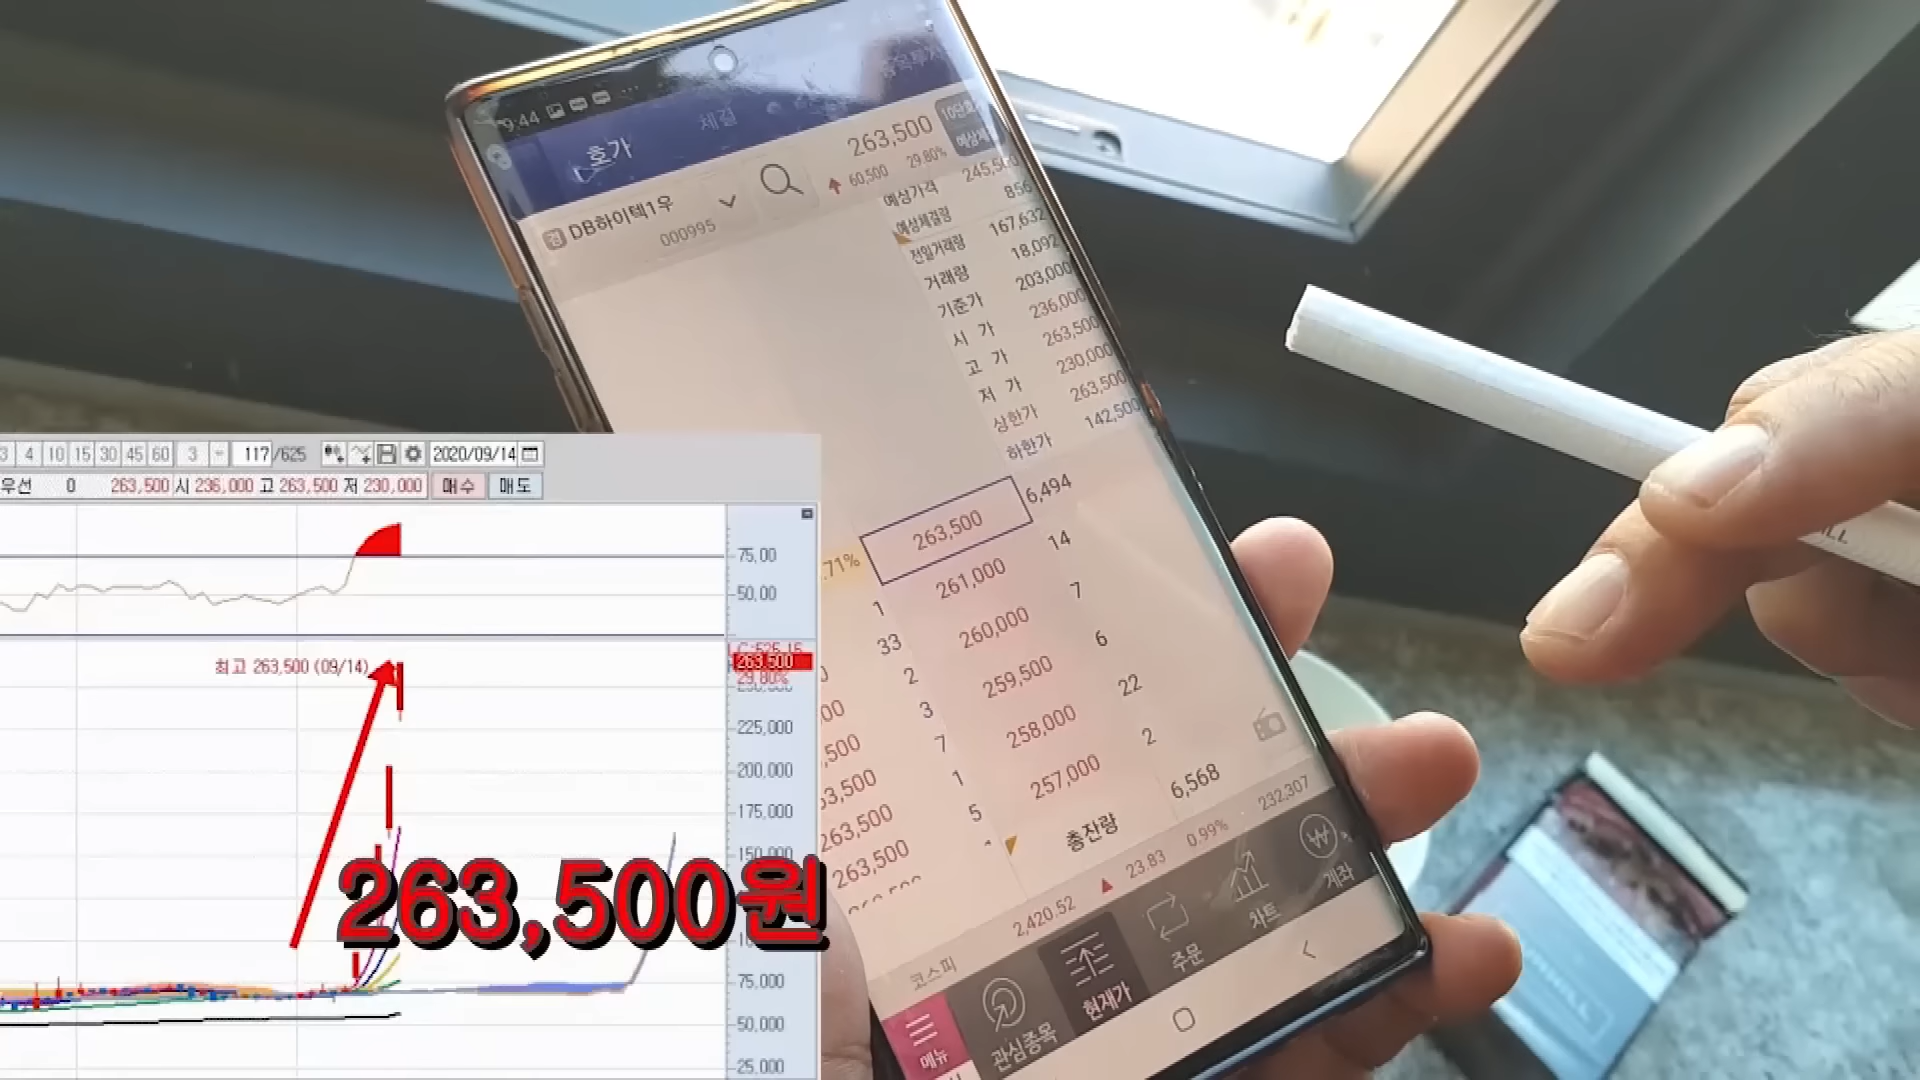 9:44
호가
체결
263,500
60,500 29.80%
DB하이텍1우
000995
예상가격
예상체결량 856
전일거래량 167,632
거래량 18,092
기준가 203,000
시 가 236,000
고 가 263,500
저 가 230,000
상한가 263,500
하한가 142,500
263,500 6,494
261,000 14
260,000 7
259,500 6
258,000 22
257,000 2
총잔량 6,568
.71%
1
33
2
3
7
1
5
263,500
263,500
코스피 2,420.52 ▲ 23.83 0.99% 232,307
메뉴
관심종목
현재가
주문
차트
계좌
3 4 10 15 30 45 60 3 117 /625 2020/09/14
우선 0 263,500 시 236,000 고 263,500 저 230,000 매수 매도
75,00
50,00
최고 263,500 (09/14)
263,500
29,80%
225,000
200,000
175,000
150,000
75,000
50,000
25,000
263,500원